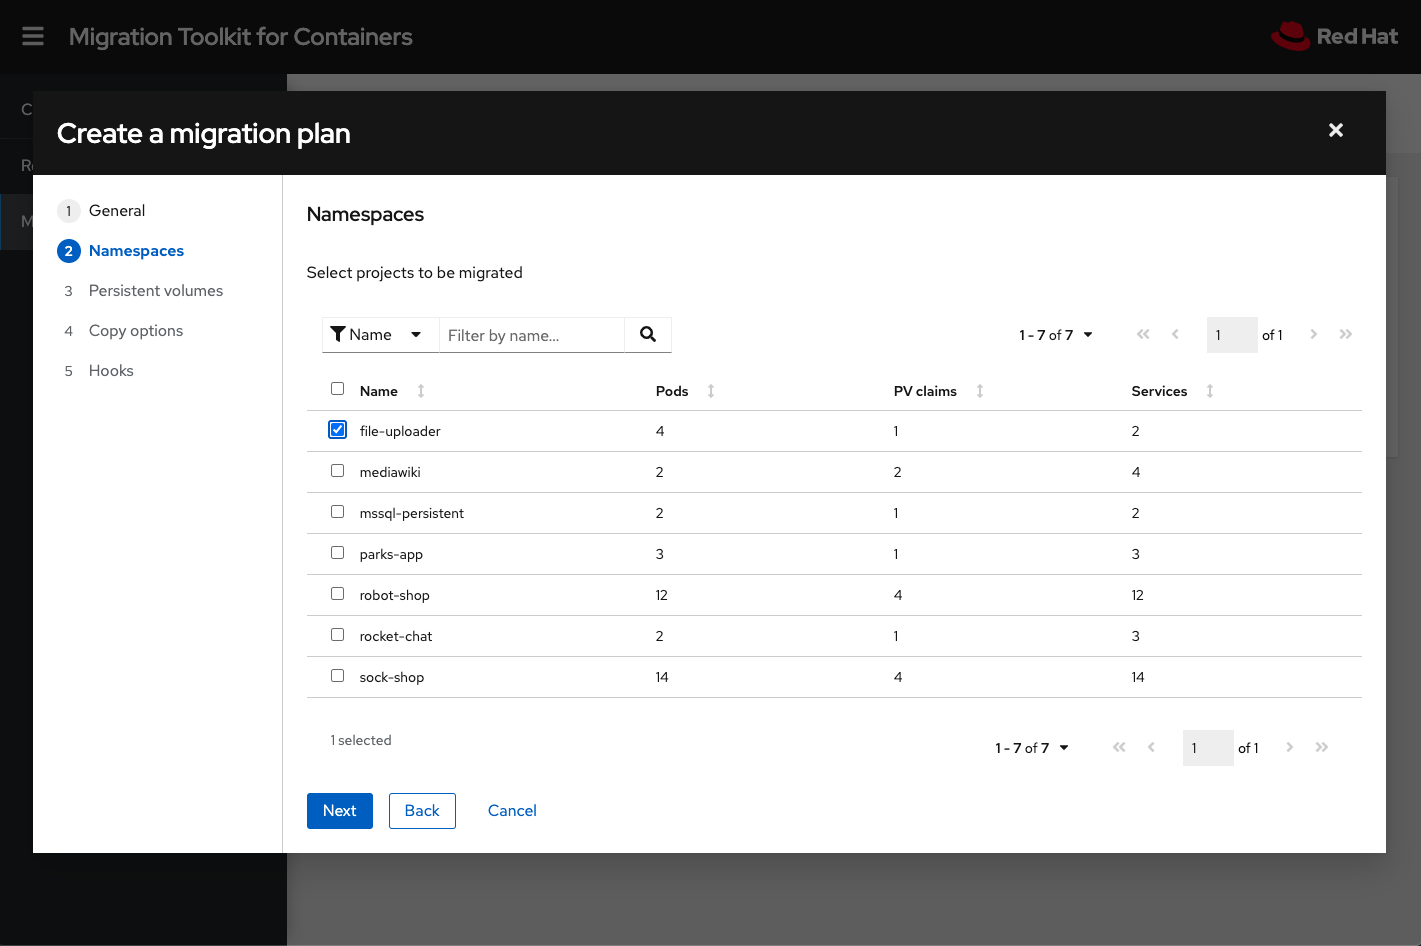 Migration Toolkit for Containers
Red Hat
Create a migration plan
1 General
2 Namespaces
3 Persistent volumes
4 Copy options
5 Hooks
Namespaces
Select projects to be migrated
Name Filter by name... 1 - 7 of 7 1 of 1
Name Pods PV claims Services
file-uploader 4 1 2
mediawiki 2 2 4
mssql-persistent 2 1 2
parks-app 3 1 3
robot-shop 12 4 12
rocket-chat 2 1 3
sock-shop 14 4 14
1 selected 1 - 7 of 7 1 of 1
Next Back Cancel